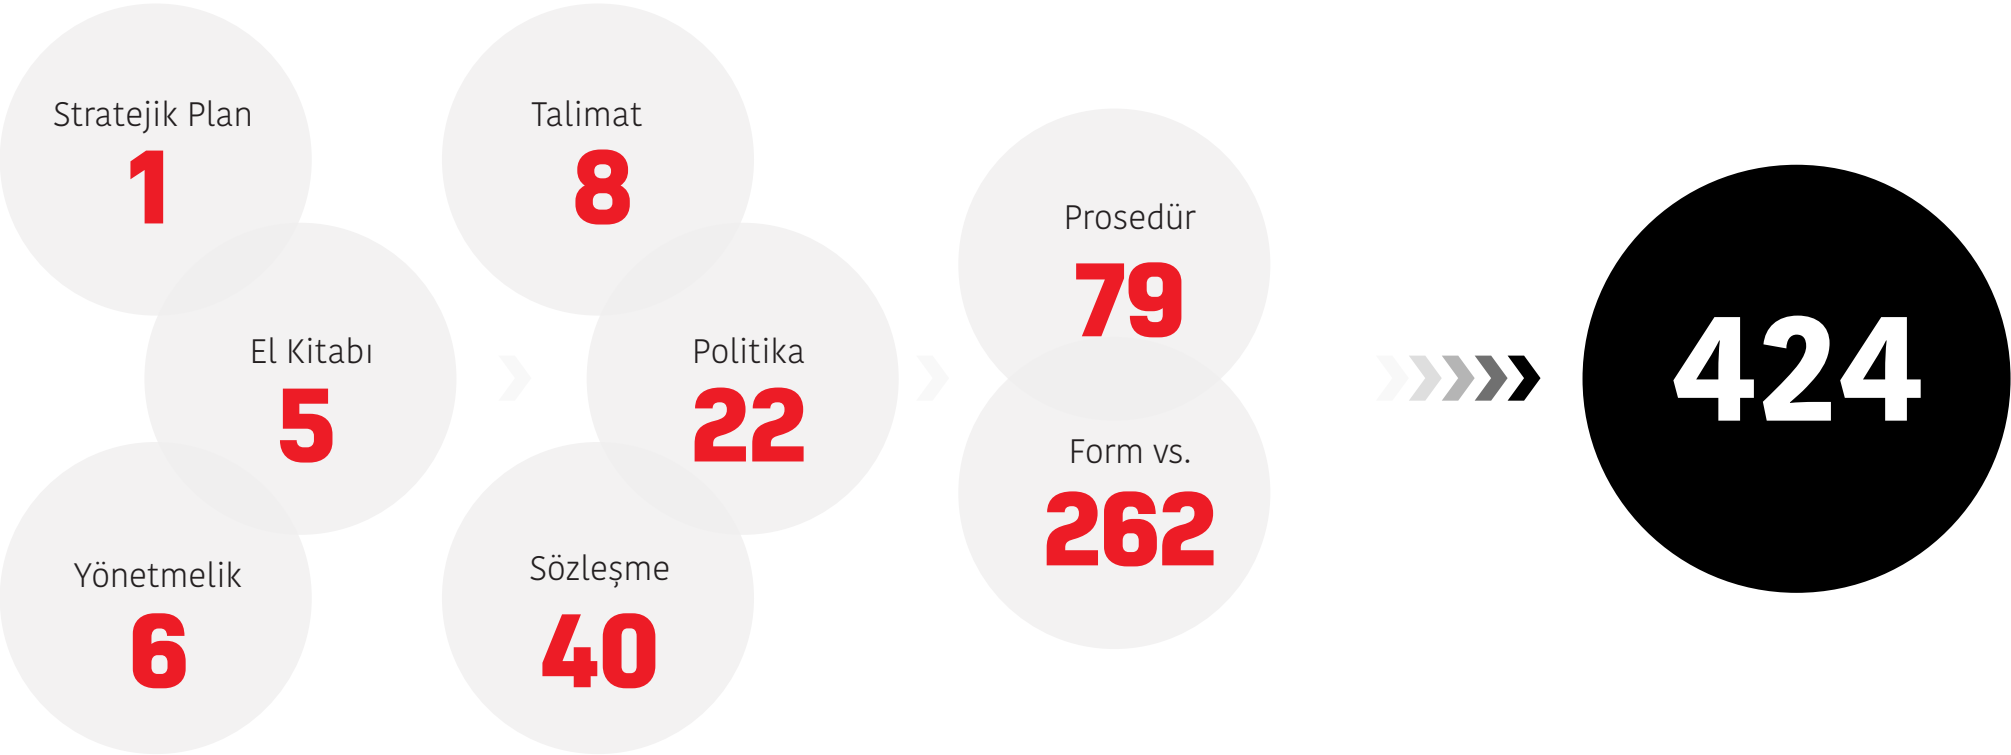 Stratejik Plan
1
El Kitabı
5
Yönetmelik
6
Talimat
8
Politika
22
Sözleşme
40
Prosedür
79
Form vs.
262
424